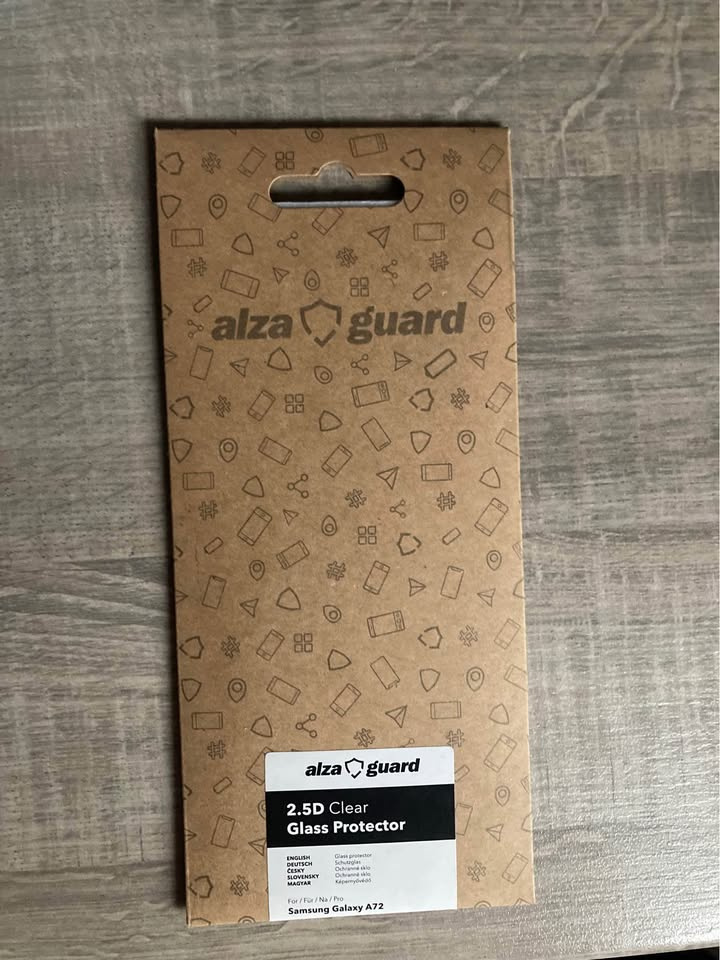 alza guard
alza guard
2.5D Clear
Glass Protector
ENGLISH Glass protector
DEUTSCH Schutzglas
ČESKY Ochranné sklo
SLOVENSKY Ochranné sklo
MAGYAR Képernyővédő
For / Für / Na / Pro
Samsung Galaxy A72